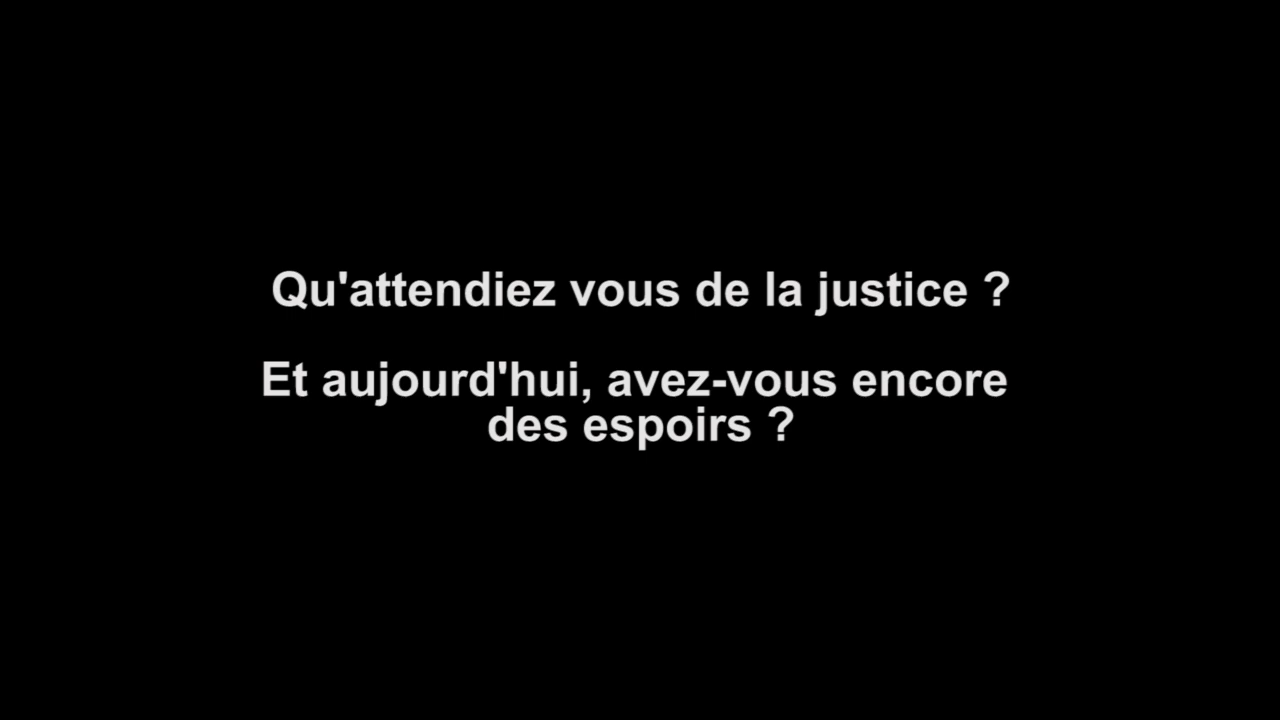 Qu'attendiez vous de la justice ?
Et aujourd'hui, avez-vous encore
des espoirs ?